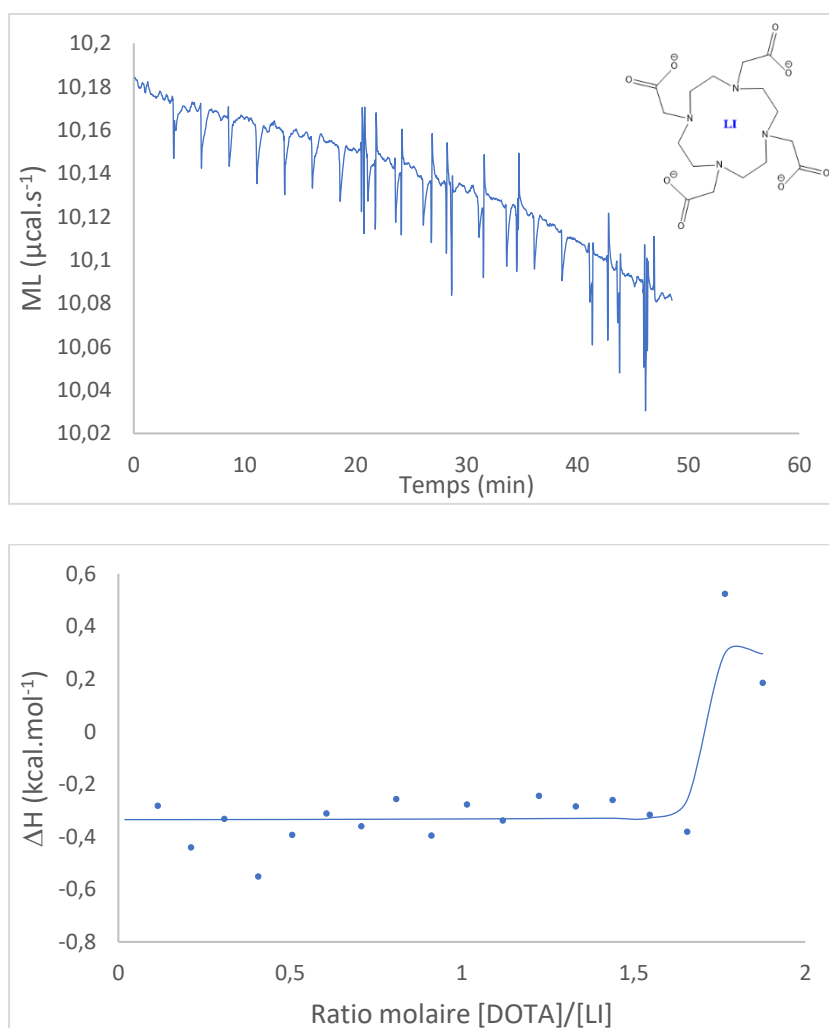 10,2
10,18
10,16
10,14
10,12
10,1
10,08
10,06
10,04
10,02
ML (µcal.s⁻¹)
0
10
20
30
40
50
60
Temps (min)
O
O
⊖
O
⊖
O
N
N
LI
N
N
O
⊖
O
O
⊖
O
0,6
0,4
0,2
0
-0,2
-0,4
-0,6
-0,8
ΔH (kcal.mol⁻¹)
0
0,5
1
1,5
2
Ratio molaire [DOTA]/[LI]